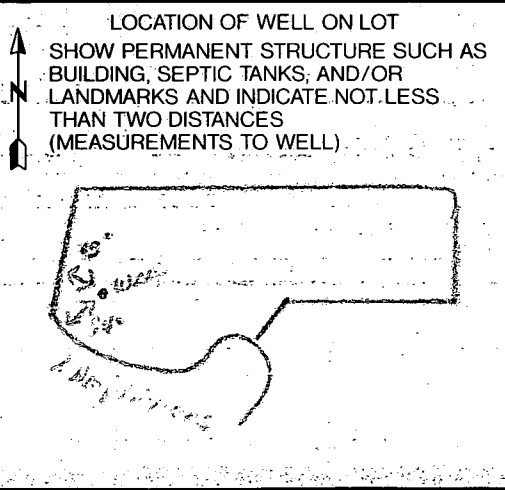 LOCATION OF WELL ON LOT
SHOW PERMANENT STRUCTURE SUCH AS
BUILDING, SEPTIC TANKS, AND/OR
N LANDMARKS AND INDICATE NOT LESS
THAN TWO DISTANCES
(MEASUREMENTS TO WELL)
Well